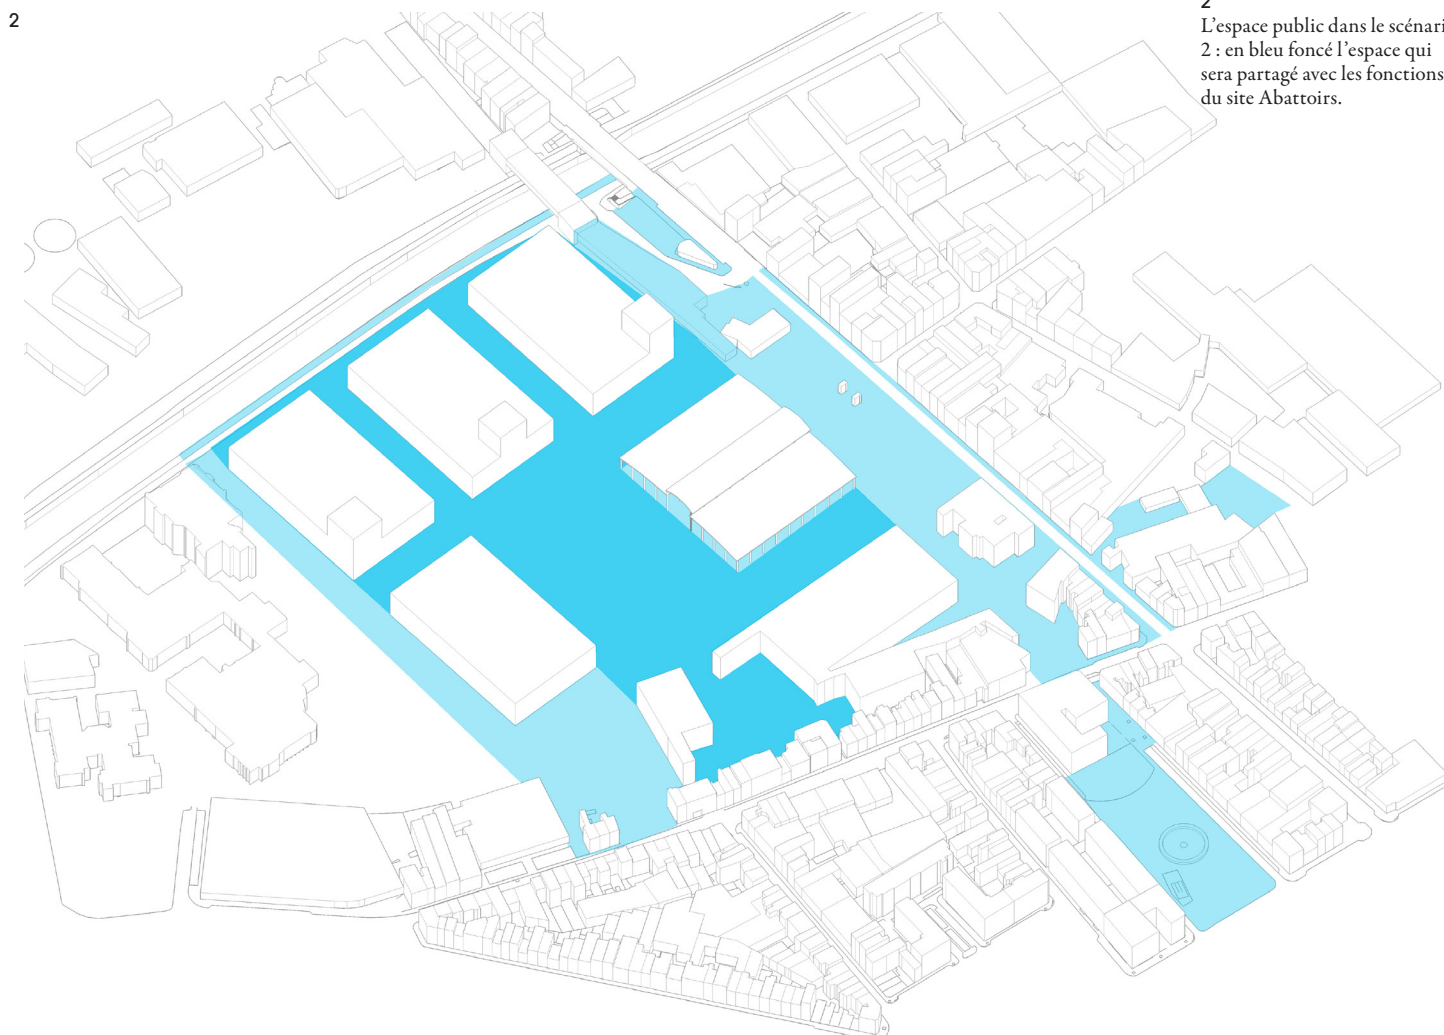 2
2
L'espace public dans le scénari
2 : en bleu foncé l'espace qui
sera partagé avec les fonctions
du site Abattoirs.